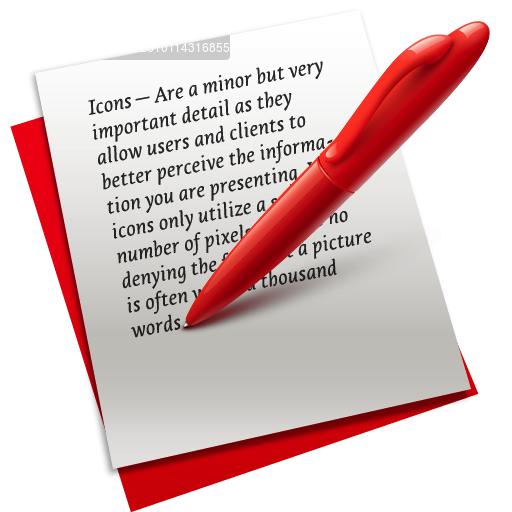 010114316855
Icons — Are a minor but very
important detail as they
allow users and clients to
better perceive the informa-
tion you are presenting.
icons only utilize a
number of pixels no
denying the a picture
is often thousand
words.